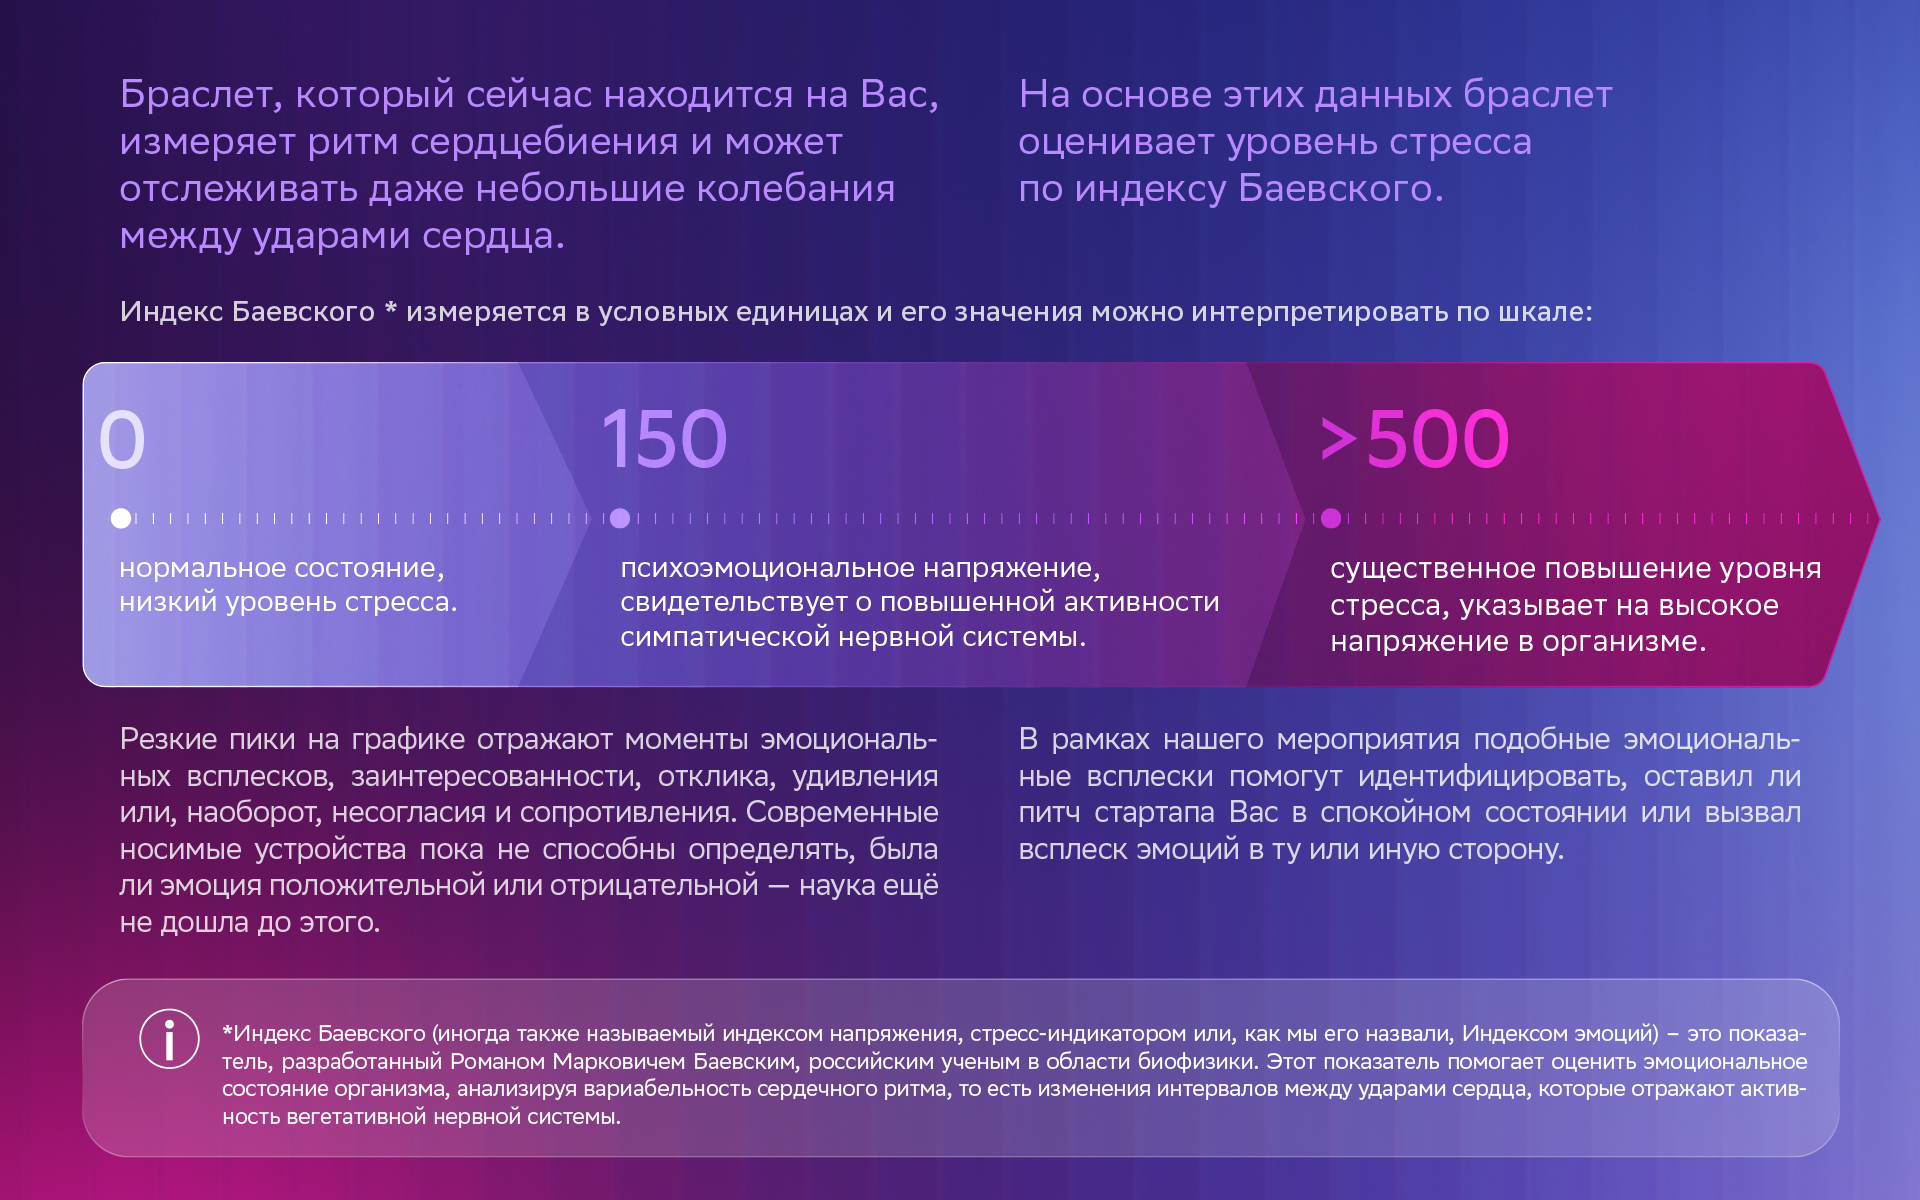 Браслет, который сейчас находится на Вас,
измеряет ритм сердцебиения и может
отслеживать даже небольшие колебания
между ударами сердца.
На основе этих данных браслет
оценивает уровень стресса
по индексу Баевского.
Индекс Баевского * измеряется в условных единицах и его значения можно интерпретировать по шкале:
0
нормальное состояние,
низкий уровень стресса.
150
психоэмоциональное напряжение,
свидетельствует о повышенной активности
симпатической нервной системы.
>500
существенное повышение уровня
стресса, указывает на высокое
напряжение в организме.
Резкие пики на графике отражают моменты эмоциональ-
ных всплесков, заинтересованности, отклика, удивления
или, наоборот, несогласия и сопротивления. Современные
носимые устройства пока не способны определять, была
ли эмоция положительной или отрицательной — наука ещё
не дошла до этого.
В рамках нашего мероприятия подобные эмоциональ-
ные всплески помогут идентифицировать, оставил ли
питч стартапа Вас в спокойном состоянии или вызвал
всплеск эмоций в ту или иную сторону.
i
*Индекс Баевского (иногда также называемый индексом напряжения, стресс-индикатором или, как мы его назвали, Индексом эмоций) – это показа-
тель, разработанный Романом Марковичем Баевским, российским ученым в области биофизики. Этот показатель помогает оценить эмоциональное
состояние организма, анализируя вариабельность сердечного ритма, то есть изменения интервалов между ударами сердца, которые отражают актив-
ность вегетативной нервной системы.